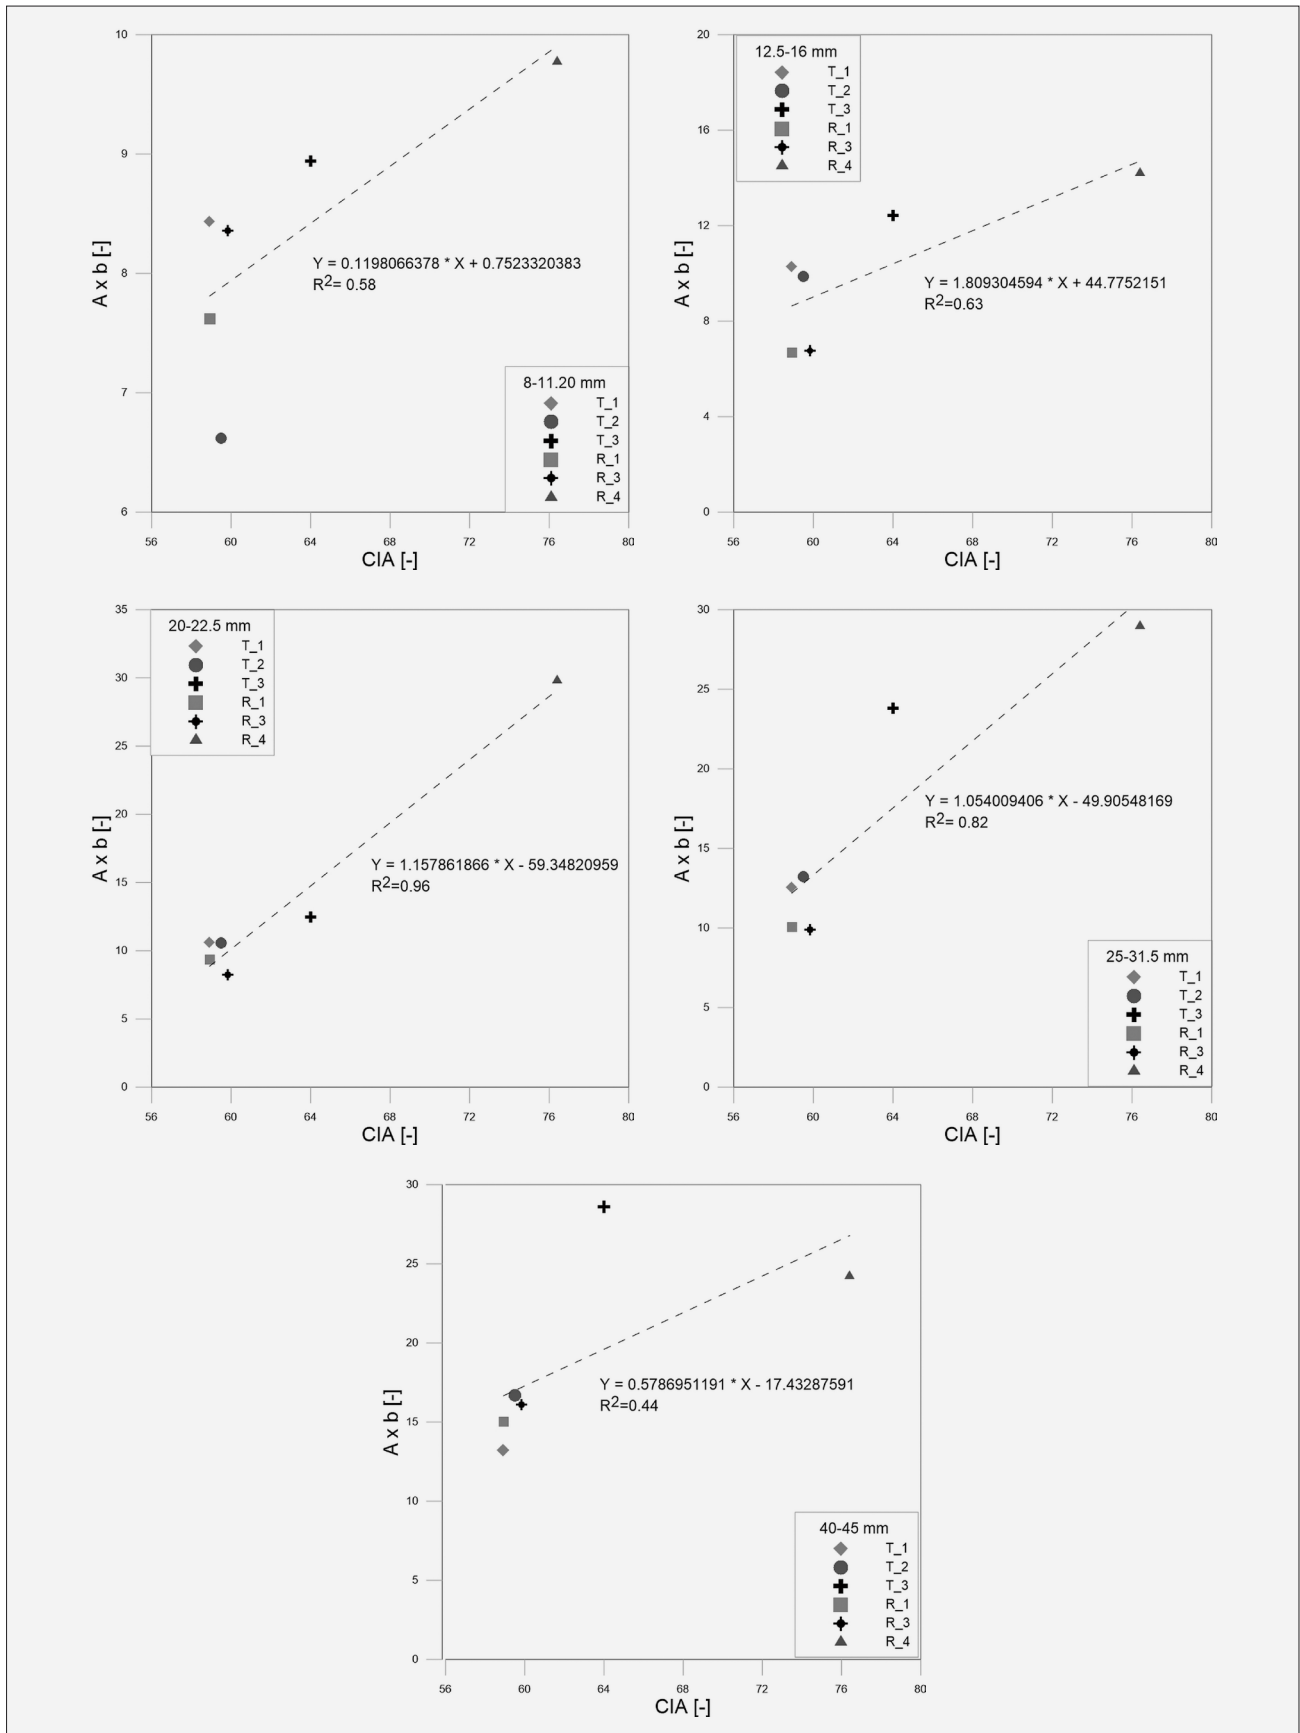 10
9
8
7
6
A x b [-]
Y = 0.1198066378 * X + 0.7523320383
R2= 0.58
8-11.20 mm
T_1
T_2
T_3
R_1
R_3
R_4
56 60 64 68 72 76 80
CIA [-]
20
16
12
8
4
0
A x b [-]
12.5-16 mm
T_1
T_2
T_3
R_1
R_3
R_4
Y = 1.809304594 * X + 44.7752151
R2=0.63
56 60 64 68 72 76 80
CIA [-]
35
30
25
20
15
10
5
0
A x b [-]
20-22.5 mm
T_1
T_2
T_3
R_1
R_3
R_4
Y = 1.157861866 * X - 59.34820959
R2=0.96
56 60 64 68 72 76 80
CIA [-]
30
25
20
15
10
5
0
A x b [-]
Y = 1.054009406 * X - 49.90548169
R2= 0.82
25-31.5 mm
T_1
T_2
T_3
R_1
R_3
R_4
56 60 64 68 72 76 80
CIA [-]
30
25
20
15
10
5
0
A x b [-]
Y = 0.5786951191 * X - 17.43287591
R2=0.44
40-45 mm
T_1
T_2
T_3
R_1
R_3
R_4
56 60 64 68 72 76 80
CIA [-]